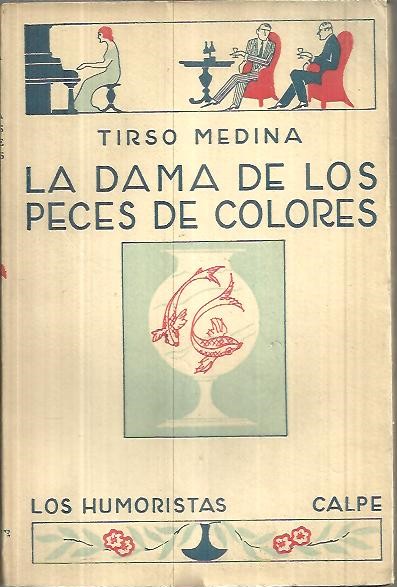 TIRSO MEDINA
LA DAMA DE LOS
PECES DE COLORES
LOS HUMORISTAS CALPE